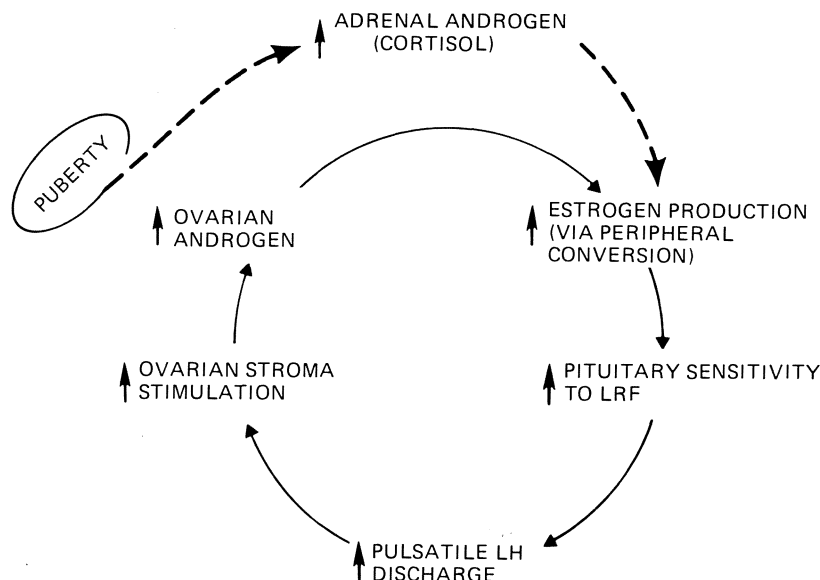 ADRENAL ANDROGEN
(CORTISOL)
PUBERTY
OVARIAN
ANDROGEN
ESTROGEN PRODUCTION
(VIA PERIPHERAL
CONVERSION)
OVARIAN STROMA
STIMULATION
PITUITARY SENSITIVITY
TO LRF
PULSATILE LH
DISCHARGE